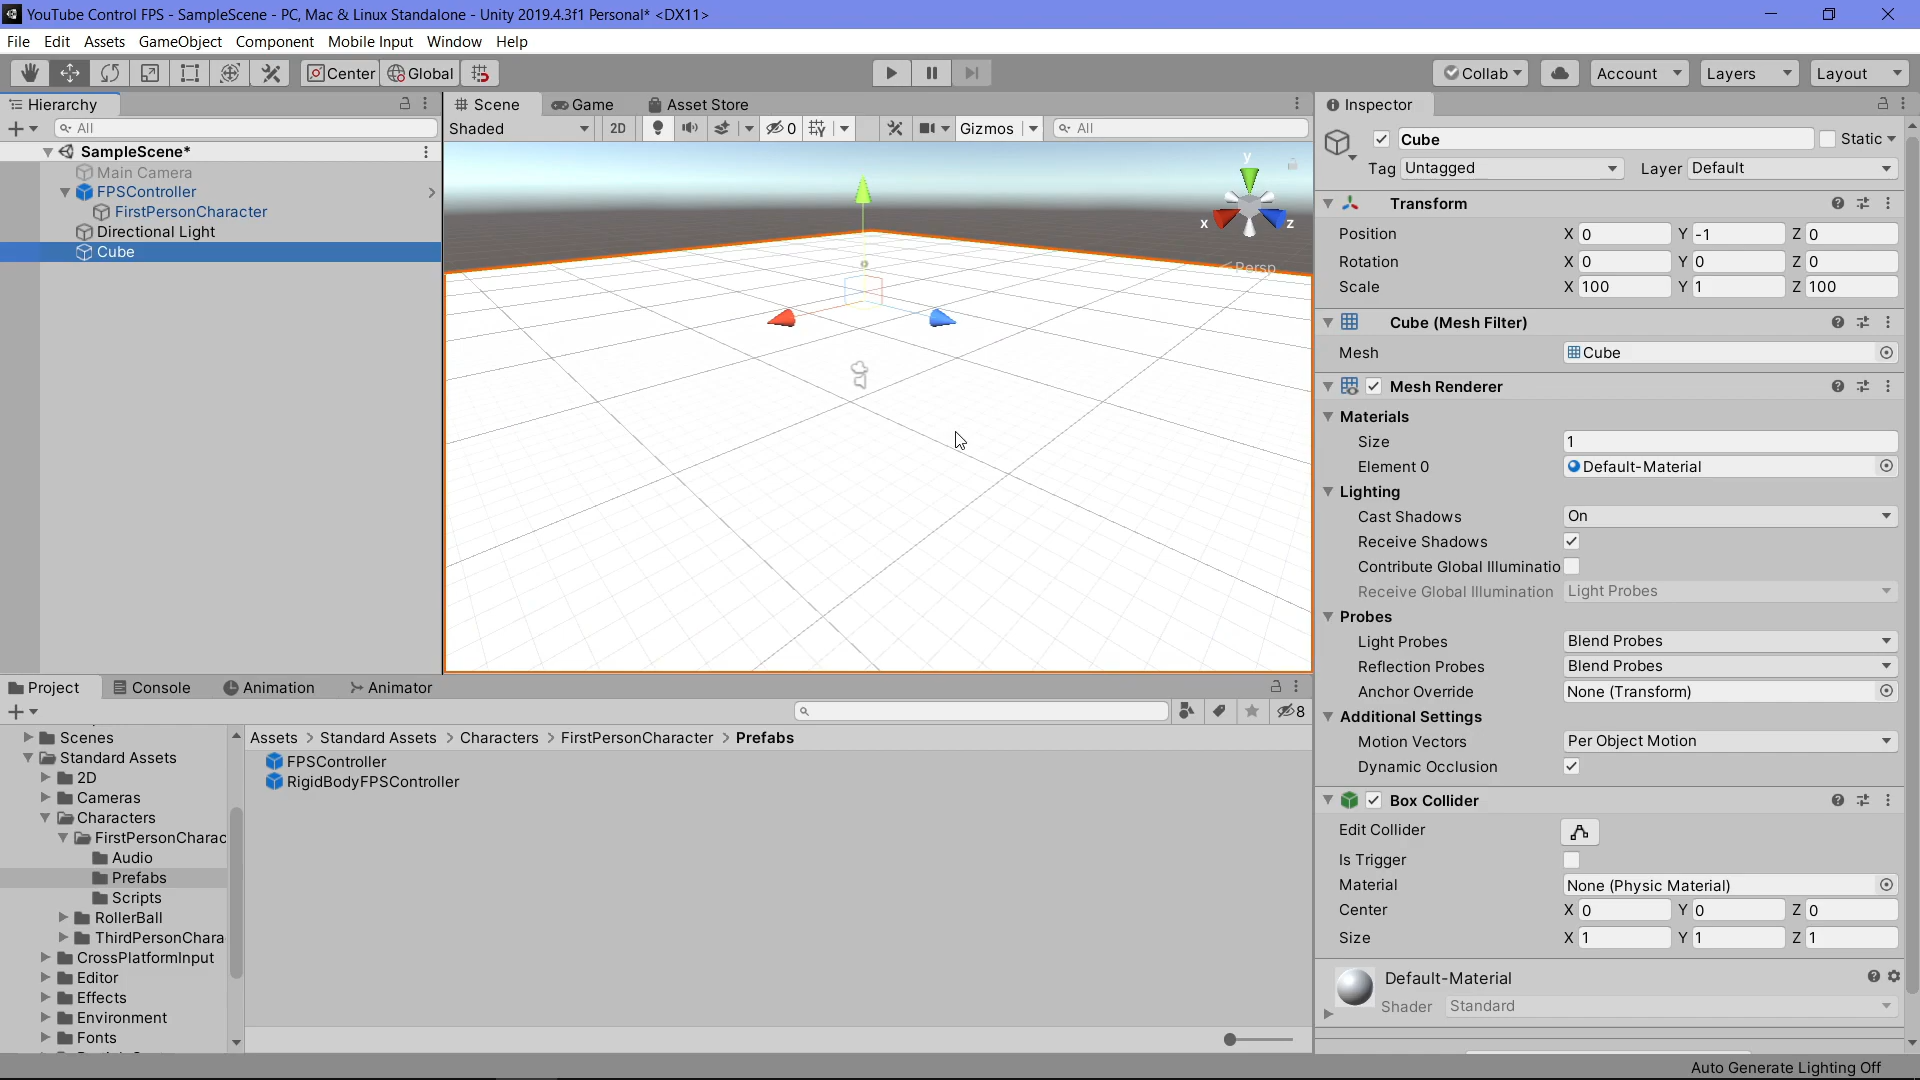 YouTube Control FPS - SampleScene - PC, Mac & Linux Standalone - Unity 2019.4.3f1 Personal* <DX11>
File Edit Assets GameObject Component Mobile Input Window Help
Center Global Collab Account Layers Layout
Hierarchy
All
SampleScene*
Main Camera
FPSController
FirstPersonCharacter
Directional Light
Cube
Scene Game Asset Store
Shaded 2D 0 Gizmos All
y
x z
Persp
Inspector
Cube Static
Tag Untagged Layer Default
Transform
Position X 0 Y -1 Z 0
Rotation X 0 Y 0 Z 0
Scale X 100 Y 1 Z 100
Cube (Mesh Filter)
Mesh Cube
Mesh Renderer
Materials
Size 1
Element 0 Default-Material
Lighting
Cast Shadows On
Receive Shadows
Contribute Global Illuminatio
Receive Global Illumination Light Probes
Probes
Light Probes Blend Probes
Reflection Probes Blend Probes
Anchor Override None (Transform)
Additional Settings
Motion Vectors Per Object Motion
Dynamic Occlusion
Box Collider
Edit Collider
Is Trigger
Material None (Physic Material)
Center X 0 Y 0 Z 0
Size X 1 Y 1 Z 1
Default-Material
Shader Standard
Project Console Animation Animator
8
Scenes
Standard Assets
2D
Cameras
Characters
FirstPersonCharac
Audio
Prefabs
Scripts
RollerBall
ThirdPersonChara
CrossPlatformInput
Editor
Effects
Environment
Fonts
Assets > Standard Assets > Characters > FirstPersonCharacter > Prefabs
FPSController
RigidBodyFPSController
Auto Generate Lighting Off